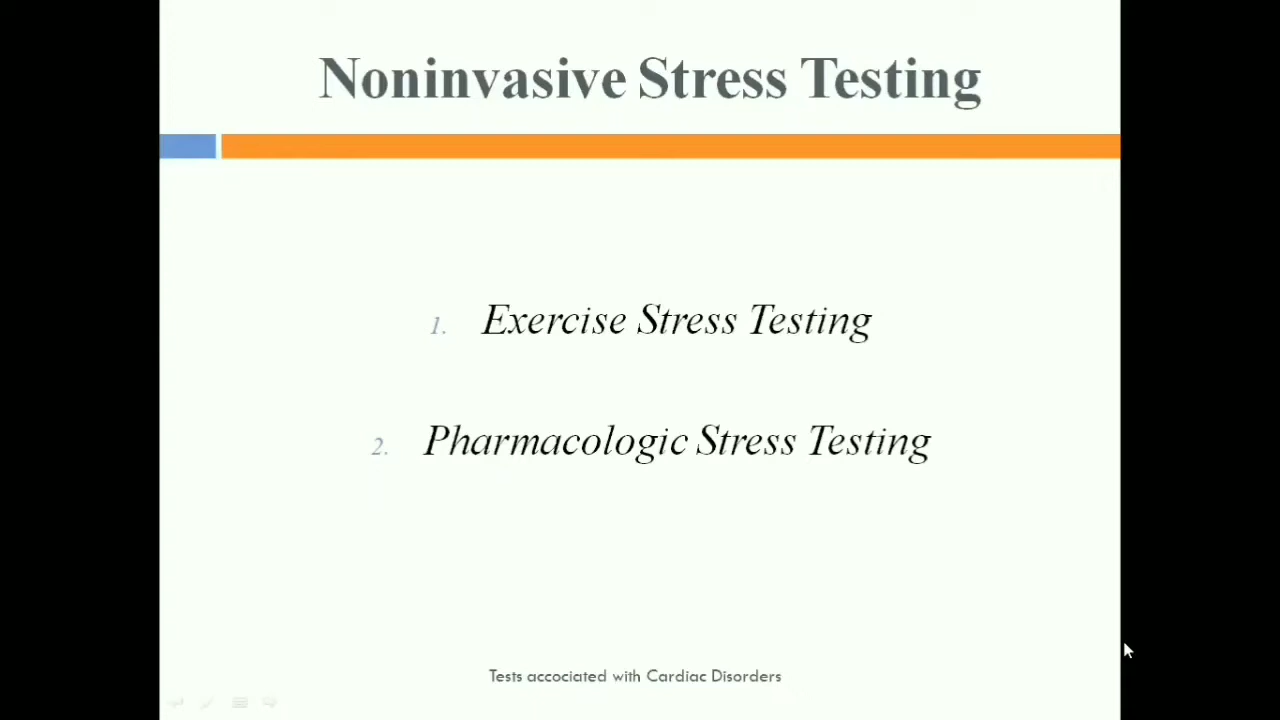 Noninvasive Stress Testing
1. Exercise Stress Testing
2. Pharmacologic Stress Testing
Tests accociated with Cardiac Disorders